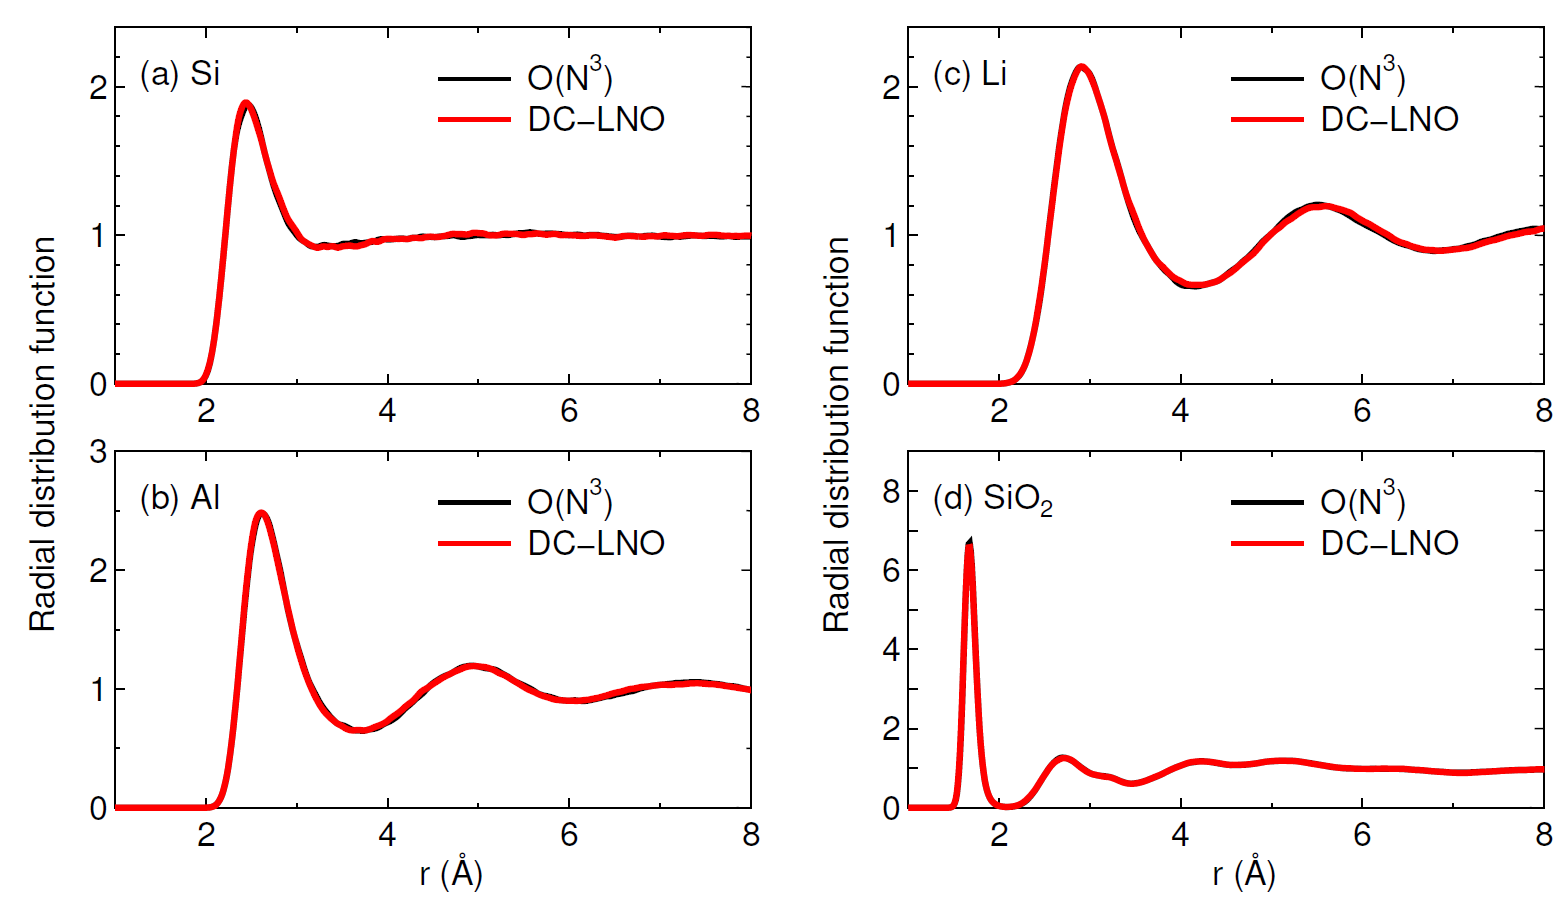 (a) Si
O(N³)
DC−LNO
2
1
0
2
4
6
8
(c) Li
O(N³)
DC−LNO
2
1
0
2
4
6
8
Radial distribution function
Radial distribution function
(b) Al
O(N³)
DC−LNO
3
2
1
0
2
4
6
8
r (Å)
(d) SiO₂
O(N³)
DC−LNO
8
6
4
2
0
2
4
6
8
r (Å)